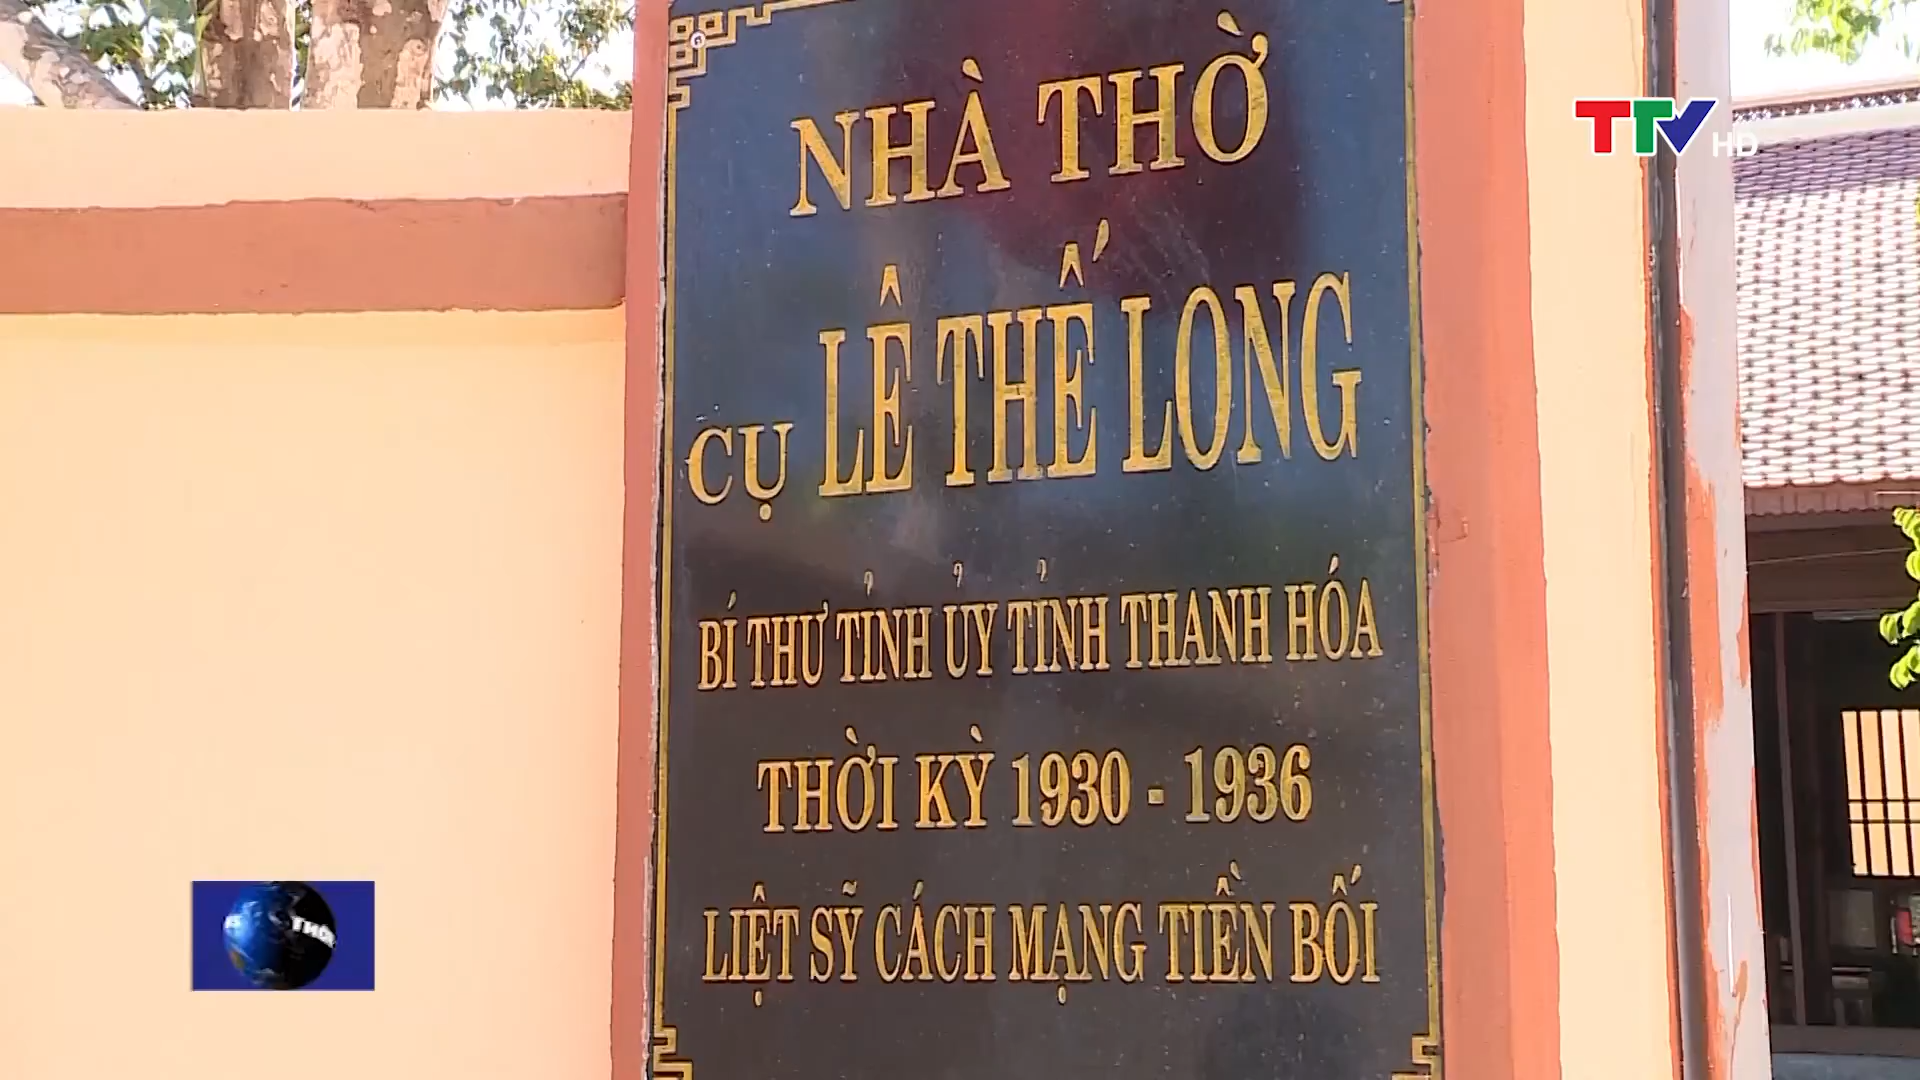 NHÀ THỜ
CỤ LÊ THẾ LONG
BÍ THƯ TỈNH ỦY TỈNH THANH HÓA
THỜI KỲ 1930 - 1936
LIỆT SỸ CÁCH MẠNG TIỀN BỐI
TTV HD